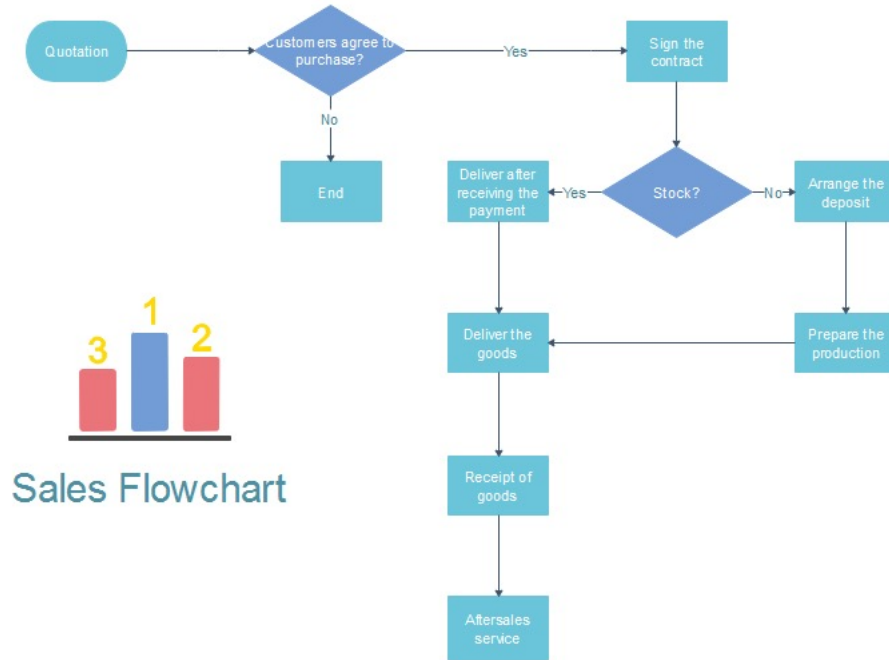 Quotation
Customers agree to
purchase?
Yes
Sign the
contract
No
End
Deliver after
receiving the
payment
Yes
Stock?
No
Arrange the
deposit
Deliver the
goods
Prepare the
production
1
2
3
Sales Flowchart
Receipt of
goods
Aftersales
service